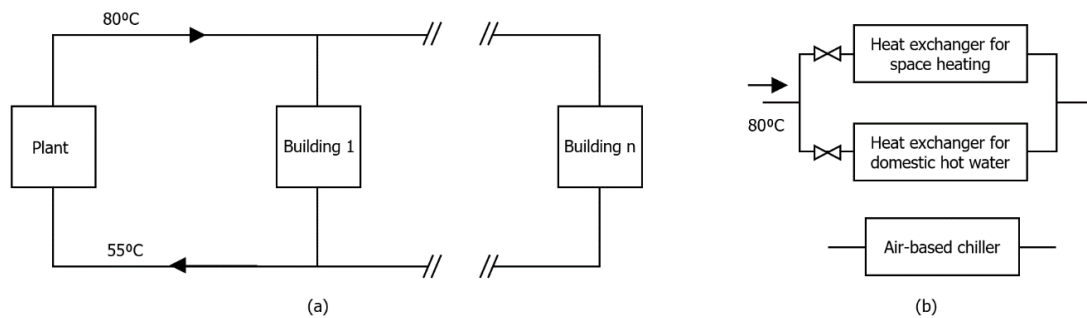 80ºC
Plant
Building 1
Building n
55ºC
(a)
Heat exchanger for
space heating
80ºC
Heat exchanger for
domestic hot water
Air-based chiller
(b)